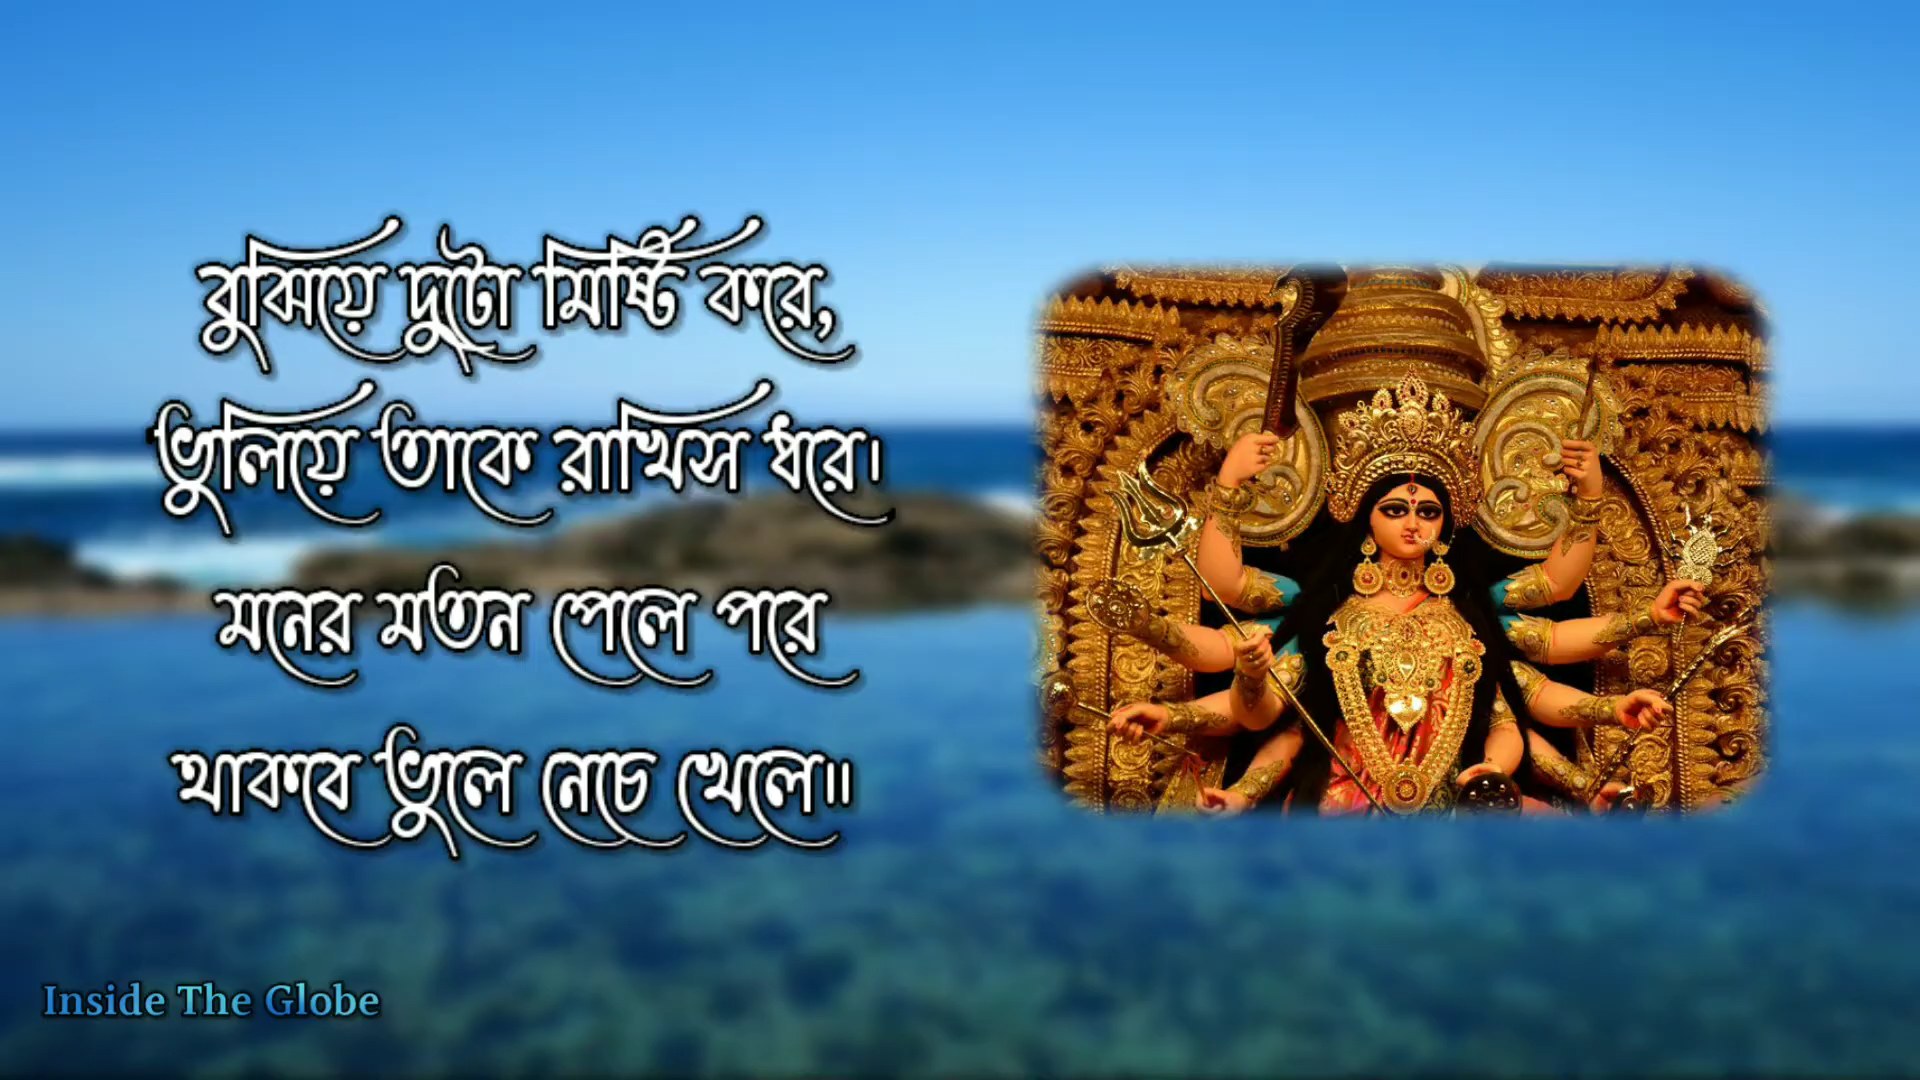 বুঝিয়ে দুটো মিষ্টি করে,
ভুলিয়ে তাকে রাখিস ধরে।
মনের মতন পেলে পরে
থাকবে ভুলে নেচে খেলে॥
Inside The Globe